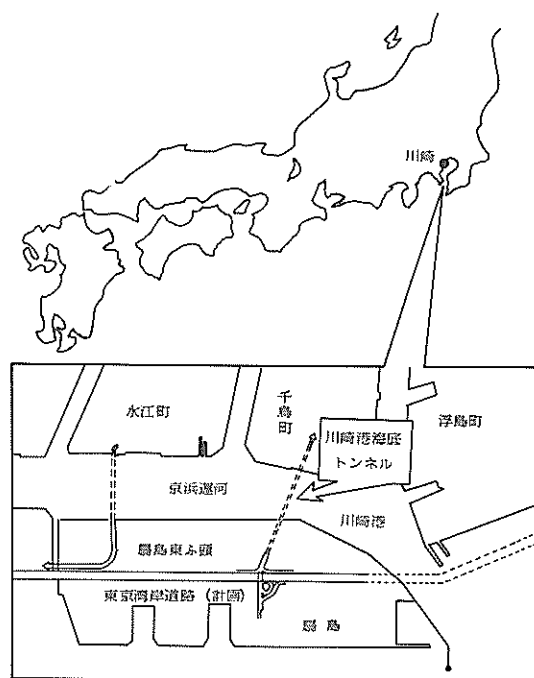 川崎
水江町
千鳥町
川崎港海底
トンネル
浮島町
京浜運河
川崎港
扇島東ふ頭
東京湾岸道路（計画）
扇島